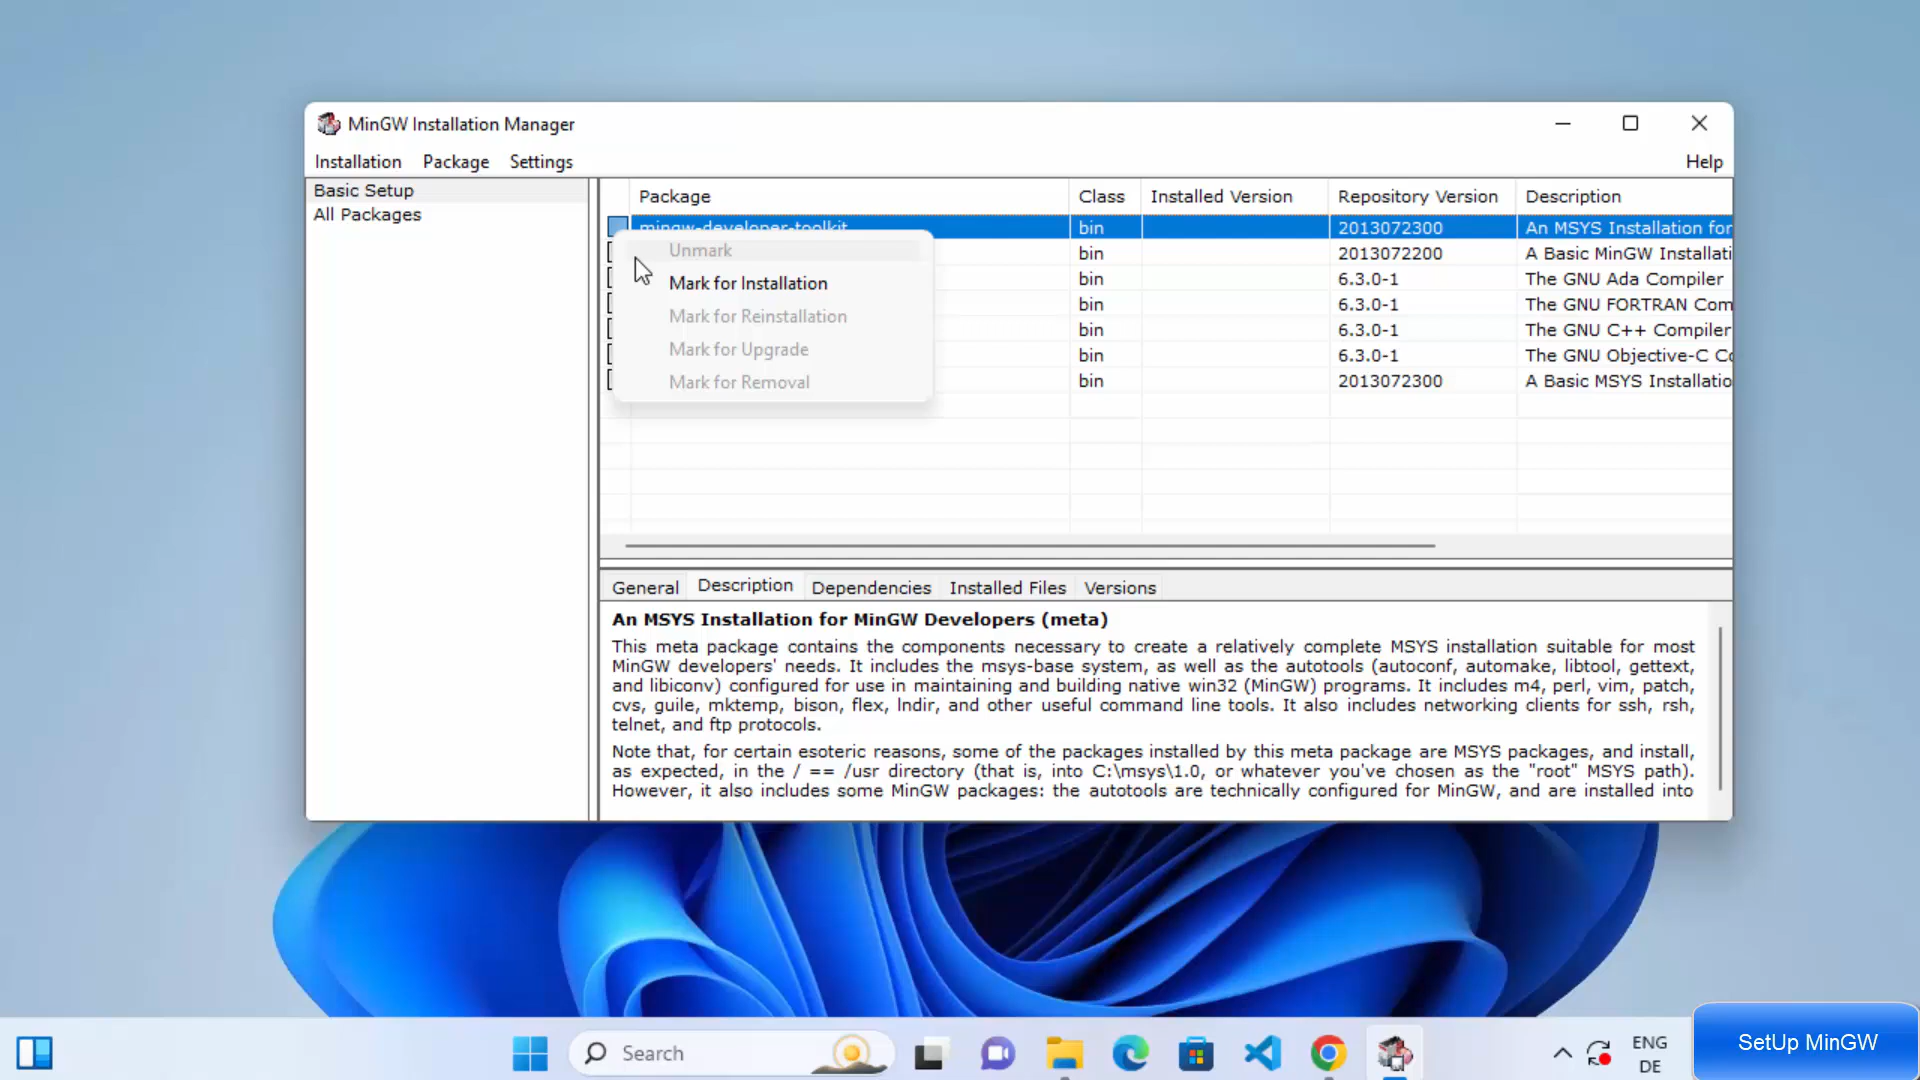 MinGW Installation Manager
Installation Package Settings Help
Basic Setup
All Packages
Package Class Installed Version Repository Version Description
mingw-developer-toolkit bin 2013072300 An MSYS Installation for
bin 2013072200 A Basic MinGW Installati
bin 6.3.0-1 The GNU Ada Compiler
bin 6.3.0-1 The GNU FORTRAN Com
bin 6.3.0-1 The GNU C++ Compiler
bin 6.3.0-1 The GNU Objective-C Co
bin 2013072300 A Basic MSYS Installatio
Unmark
Mark for Installation
Mark for Reinstallation
Mark for Upgrade
Mark for Removal
General Description Dependencies Installed Files Versions
An MSYS Installation for MinGW Developers (meta)
This meta package contains the components necessary to create a relatively complete MSYS installation suitable for most
MinGW developers' needs. It includes the msys-base system, as well as the autotools (autoconf, automake, libtool, gettext,
and libiconv) configured for use in maintaining and building native win32 (MinGW) programs. It includes m4, perl, vim, patch,
cvs, guile, mktemp, bison, flex, lndir, and other useful command line tools. It also includes networking clients for ssh, rsh,
telnet, and ftp protocols.
Note that, for certain esoteric reasons, some of the packages installed by this meta package are MSYS packages, and install,
as expected, in the / == /usr directory (that is, into C:\msys\1.0, or whatever you've chosen as the "root" MSYS path).
However, it also includes some MinGW packages: the autotools are technically configured for MinGW, and are installed into
Search
ENG
DE
SetUp MinGW